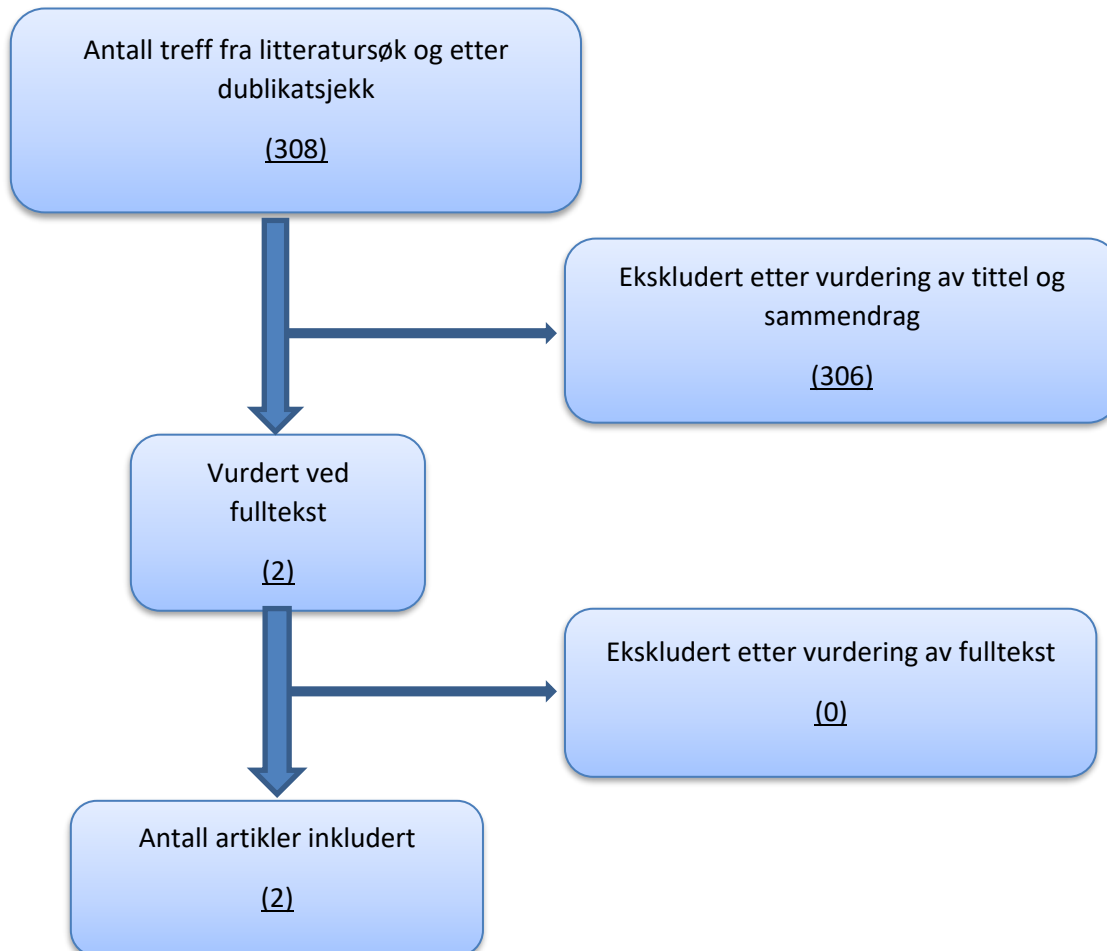 Antall treff fra litteratursøk og etter
dublikatsjekk
(308)
Ekskludert etter vurdering av tittel og
sammendrag
(306)
Vurdert ved
fulltekst
(2)
Ekskludert etter vurdering av fulltekst
(0)
Antall artikler inkludert
(2)